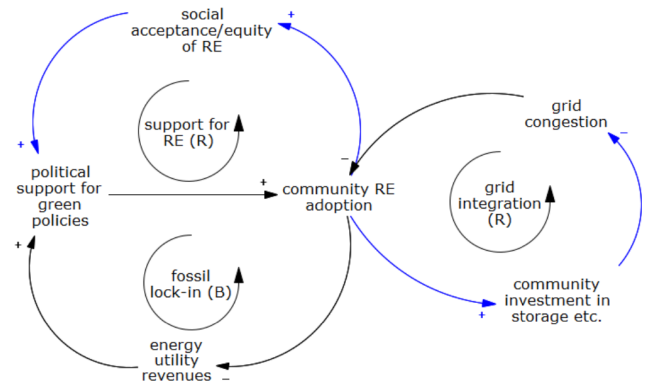 social
acceptance/equity
of RE
+
+
support for
RE (R)
+
political
support for
green
policies
+
+
−
community RE
adoption
grid
congestion
−
grid
integration
(R)
fossil
lock-in (B)
community
investment in
storage etc.
+
energy
utility
revenues
−